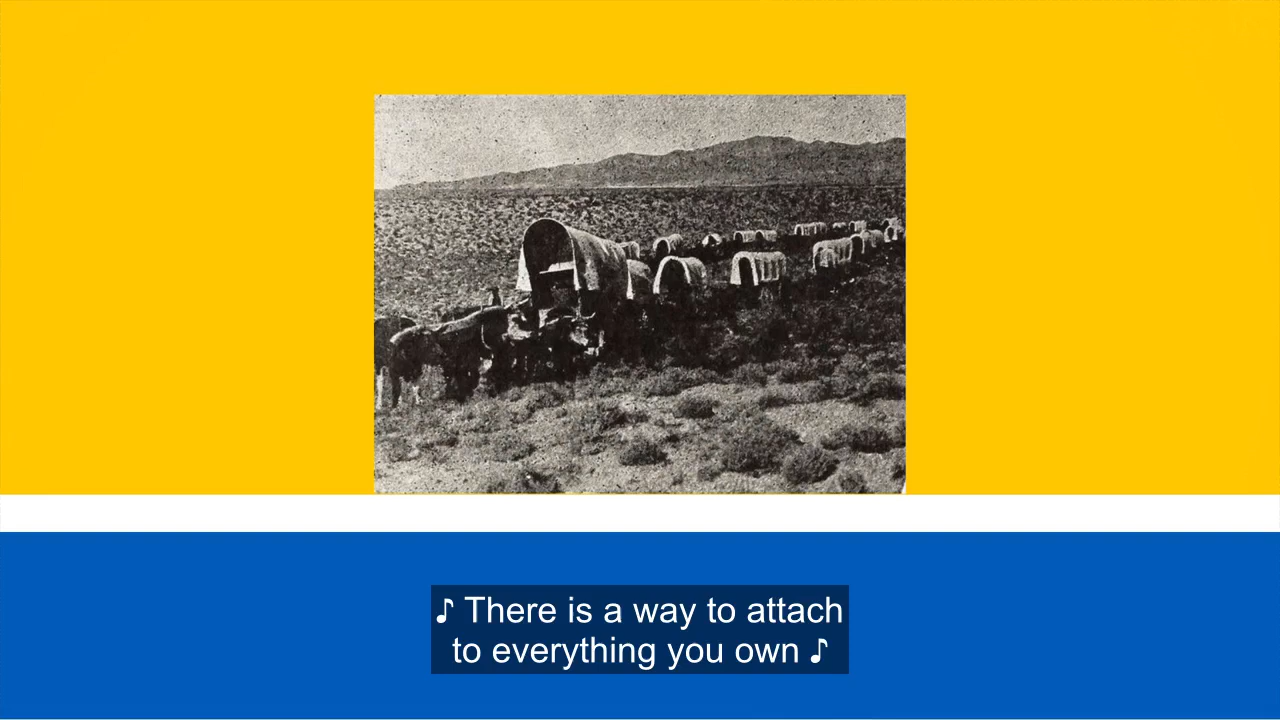 ♪ There is a way to attach
to everything you own ♪